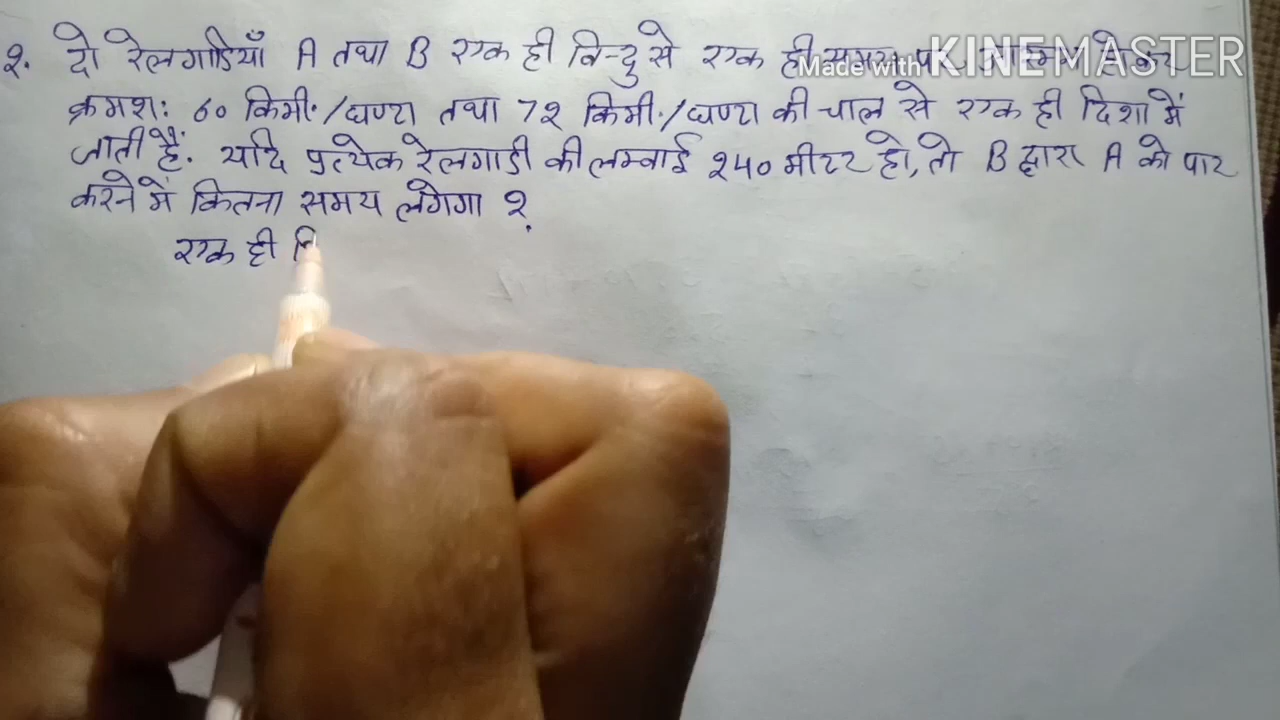 2. दो रेलगाडियाँ A तथा B एक ही बिन्दु से एक ही समय
Made with KINEMASTER
क्रमशः 60 किमी./घण्टा तथा 72 किमी./घण्टा की चाल से एक ही दिशा में
जाती हैं. यदि प्रत्येक रेलगाडी की लम्बाई 240 मीटर हो, तो B द्वारा A को पार
करने में कितना समय लगेगा ?
एक ही